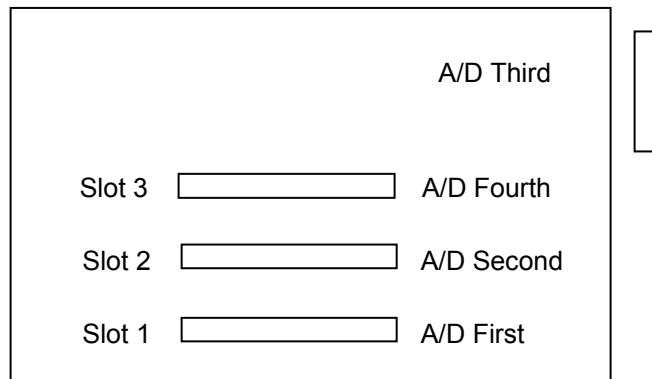 A/D Third
Slot 3 A/D Fourth
Slot 2 A/D Second
Slot 1 A/D First